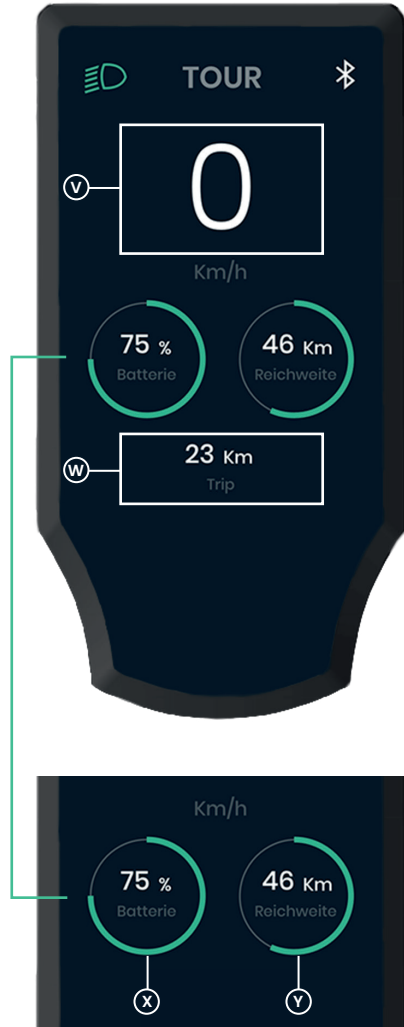 TOUR
V
0
Km/h
75 % 46 Km
Batterie Reichweite
W
23 Km
Trip
Km/h
75 % 46 Km
Batterie Reichweite
X Y